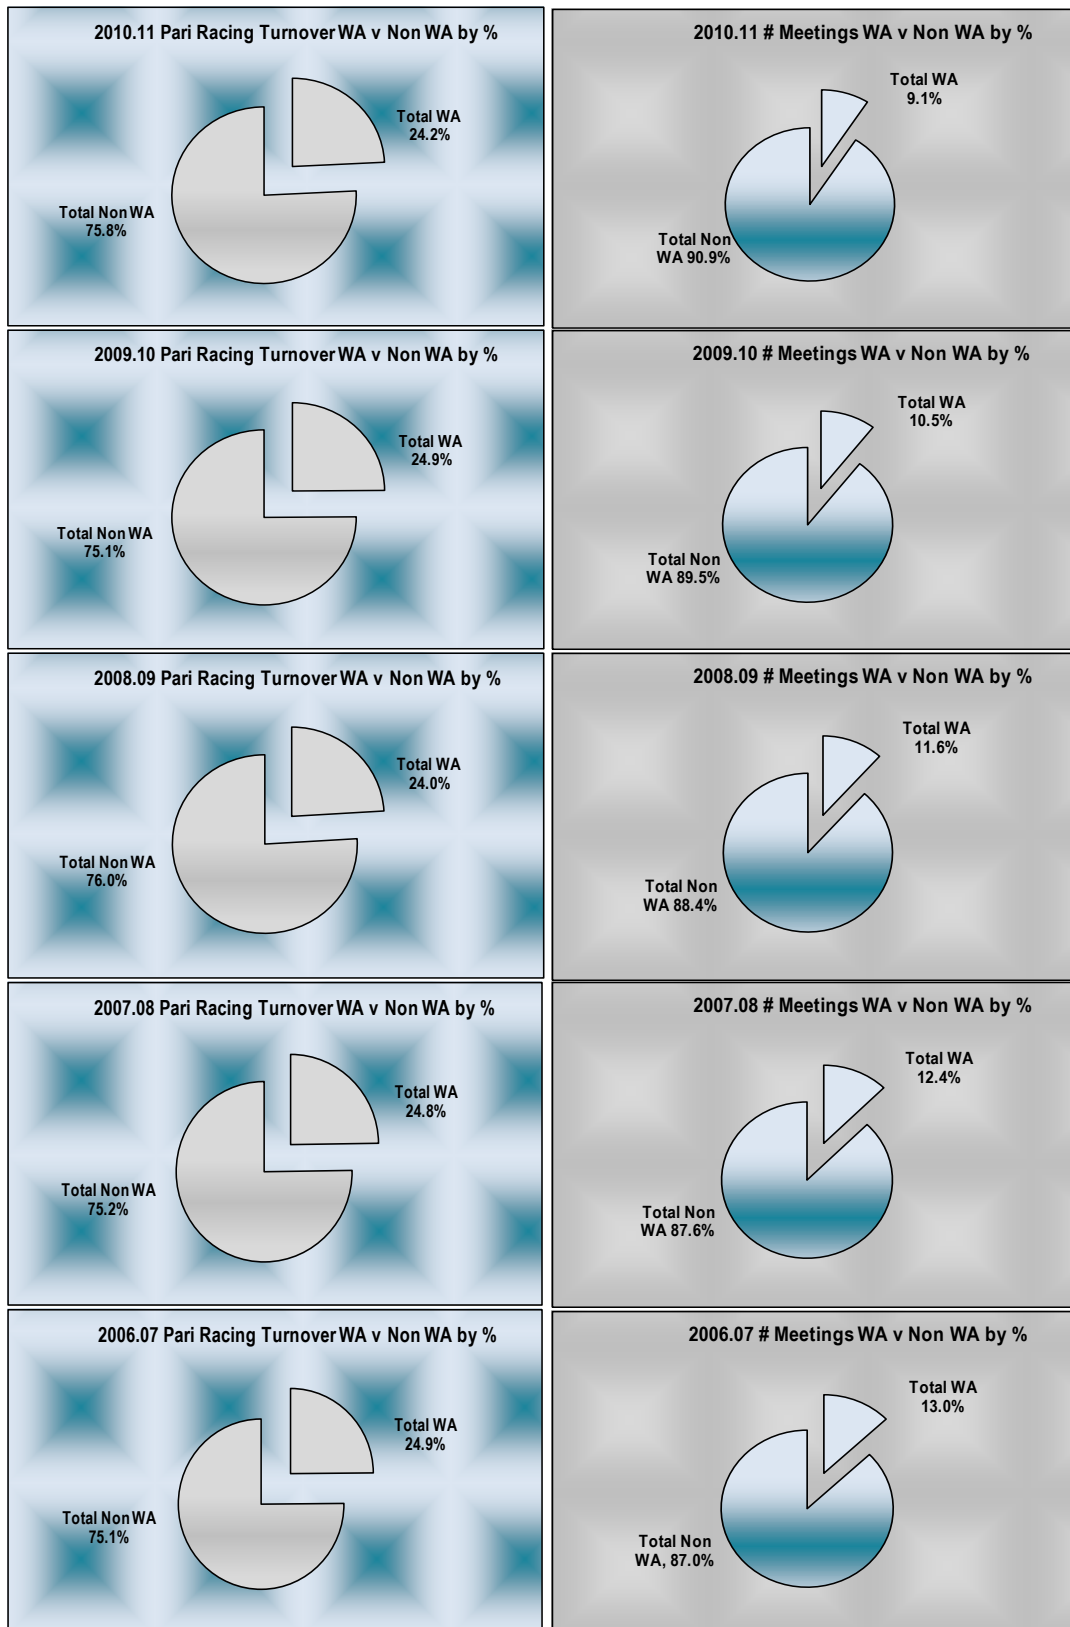 2010.11 Pari Racing Turnover WA v Non WA by %
Total WA
24.2%
Total Non WA
75.8%
2010.11 # Meetings WA v Non WA by %
Total WA
9.1%
Total Non
WA 90.9%
2009.10 Pari Racing Turnover WA v Non WA by %
Total WA
24.9%
Total Non WA
75.1%
2009.10 # Meetings WA v Non WA by %
Total WA
10.5%
Total Non
WA 89.5%
2008.09 Pari Racing Turnover WA v Non WA by %
Total WA
24.0%
Total Non WA
76.0%
2008.09 # Meetings WA v Non WA by %
Total WA
11.6%
Total Non
WA 88.4%
2007.08 Pari Racing Turnover WA v Non WA by %
Total WA
24.8%
Total Non WA
75.2%
2007.08 # Meetings WA v Non WA by %
Total WA
12.4%
Total Non
WA 87.6%
2006.07 Pari Racing Turnover WA v Non WA by %
Total WA
24.9%
Total Non WA
75.1%
2006.07 # Meetings WA v Non WA by %
Total WA
13.0%
Total Non
WA, 87.0%